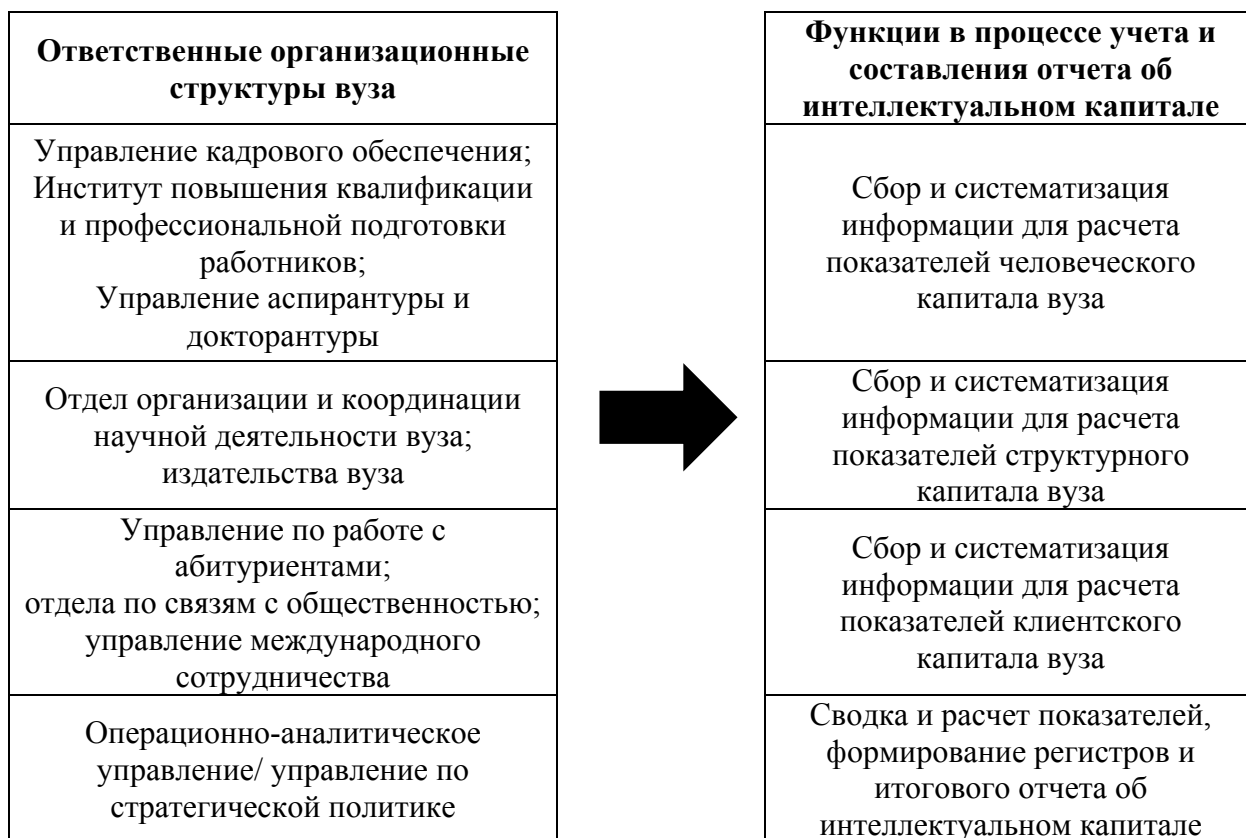 Ответственные организационные
структуры вуза
Функции в процессе учета и
составления отчета об
интеллектуальном капитале
Управление кадрового обеспечения;
Институт повышения квалификации
и профессиональной подготовки
работников;
Управление аспирантуры и
докторантуры
Сбор и систематизация
информации для расчета
показателей человеческого
капитала вуза
Отдел организации и координации
научной деятельности вуза;
издательства вуза
Сбор и систематизация
информации для расчета
показателей структурного
капитала вуза
Управление по работе с
абитуриентами;
отдела по связям с общественностью;
управление международного
сотрудничества
Сбор и систематизация
информации для расчета
показателей клиентского
капитала вуза
Операционно-аналитическое
управление/ управление по
стратегической политике
Сводка и расчет показателей,
формирование регистров и
итогового отчета об
интеллектуальном капитале